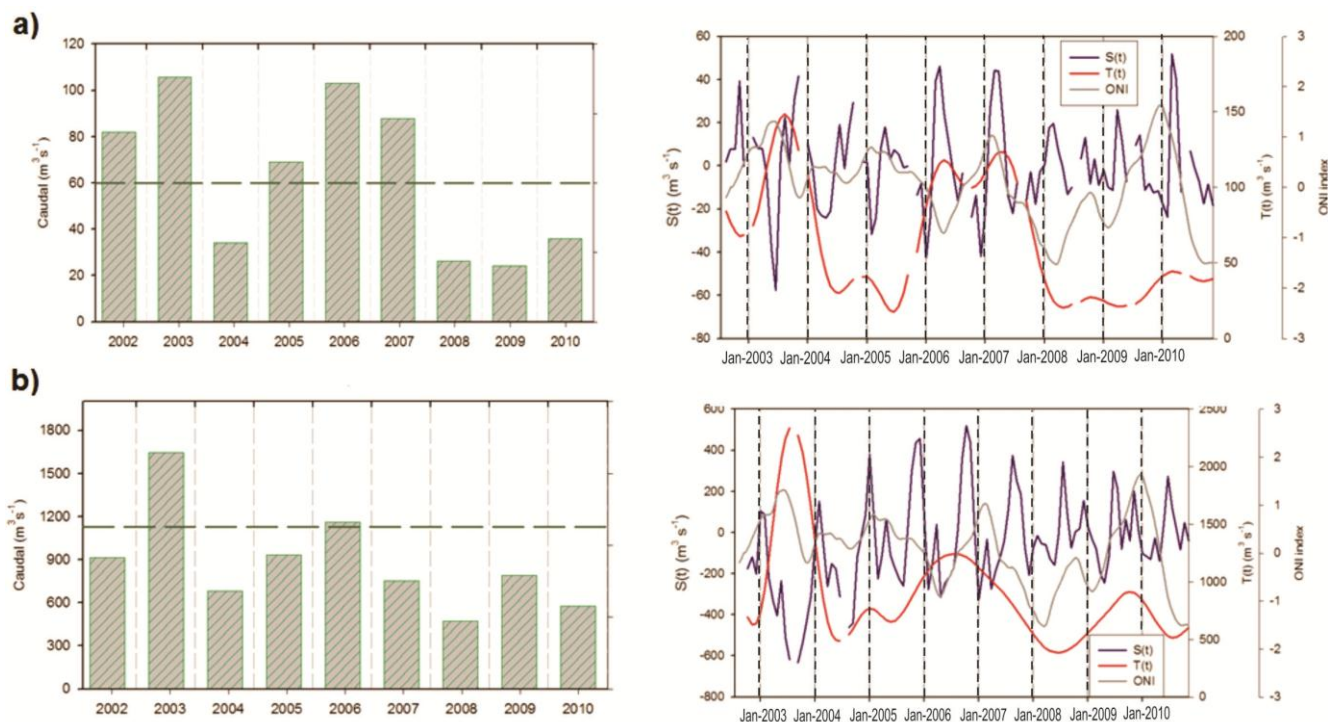 a)
Caudal (m³ s⁻¹)
120
100
80
60
40
20
0
2002 2003 2004 2005 2006 2007 2008 2009 2010
S(t) (m³ s⁻¹)
60
40
20
0
-20
-40
-60
-80
S(t)
T(t)
ONI
200
150
100
50
0
T(t) (m³ s⁻¹)
3
2
1
0
-1
-2
-3
ONI index
Jan-2003 Jan-2004 Jan-2005 Jan-2006 Jan-2007 Jan-2008 Jan-2009 Jan-2010
b)
Caudal (m³ s⁻¹)
1800
1500
1200
900
600
300
0
2002 2003 2004 2005 2006 2007 2008 2009 2010
S(t) (m³ s⁻¹)
600
400
200
0
-200
-400
-600
-800
2500
2000
1500
1000
500
0
T(t) (m³ s⁻¹)
3
2
1
0
-1
-2
-3
ONI index
S(t)
T(t)
ONI
Jan-2003 Jan-2004 Jan-2005 Jan-2006 Jan-2007 Jan-2008 Jan-2009 Jan-2010